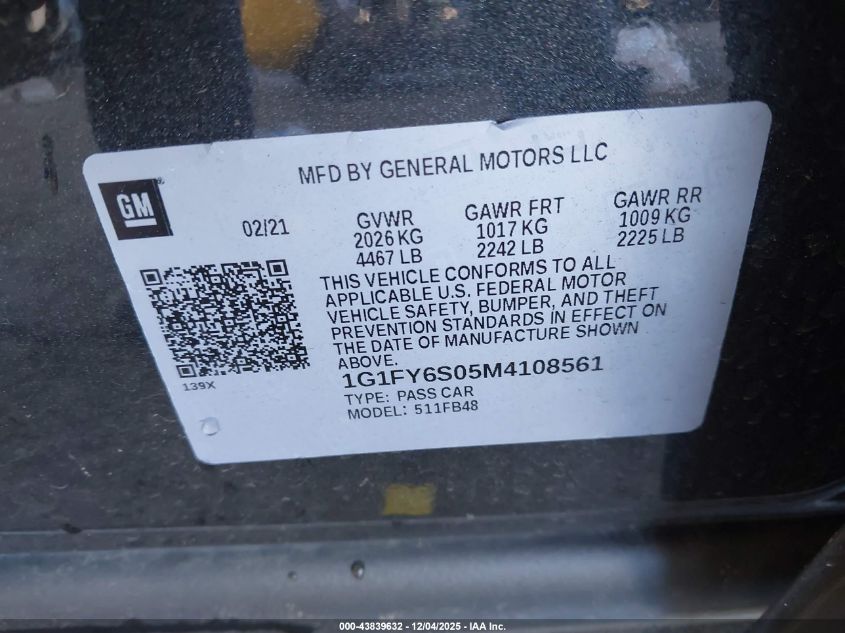 MFD BY GENERAL MOTORS LLC
GM®
02/21
GVWR
2026 KG
4467 LB
GAWR FRT
1017 KG
2242 LB
GAWR RR
1009 KG
2225 LB
THIS VEHICLE CONFORMS TO ALL
APPLICABLE U.S. FEDERAL MOTOR
VEHICLE SAFETY, BUMPER, AND THEFT
PREVENTION STANDARDS IN EFFECT ON
THE DATE OF MANUFACTURE SHOWN
ABOVE.
139X
1G1FY6S05M4108561
TYPE: PASS CAR
MODEL: 511FB48
000-43839632 - 12/04/2025 - IAA Inc.